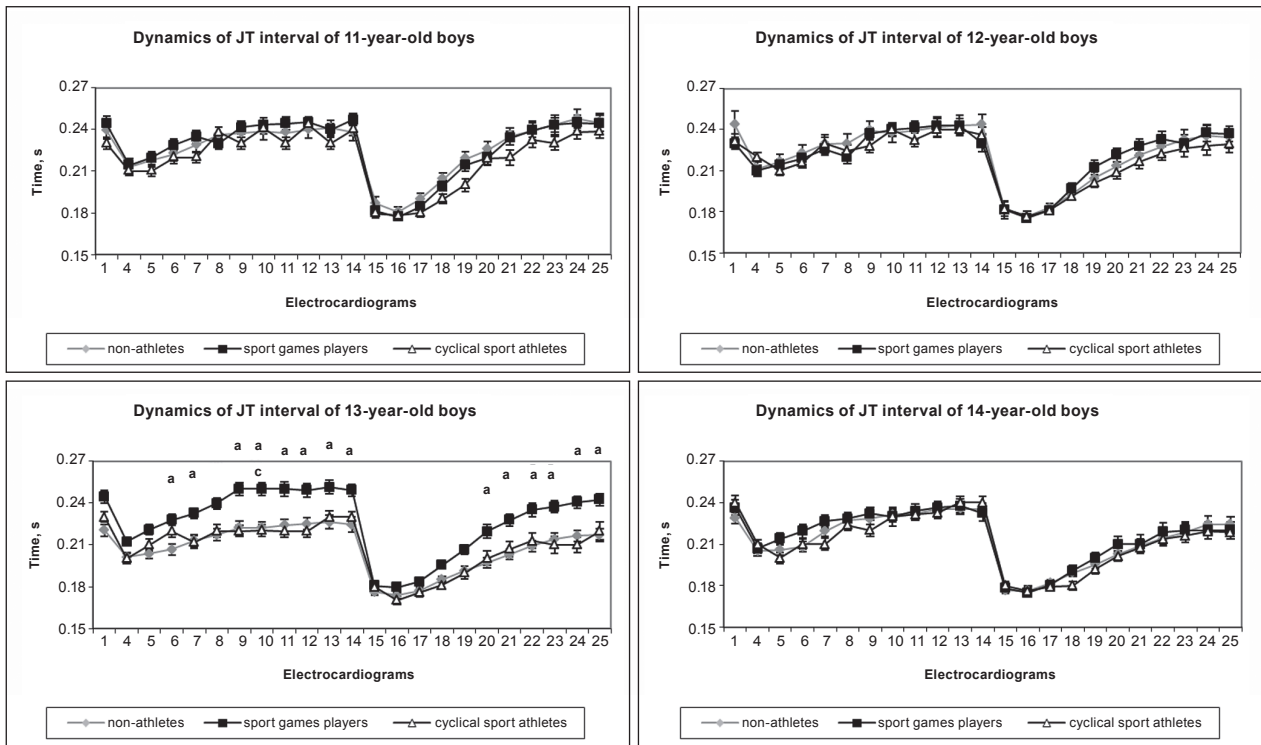 Dynamics of JT interval of 11-year-old boys
0.27
0.24
0.21
0.18
0.15
Time, s
1 4 5 6 7 8 9 10 11 12 13 14 15 16 17 18 19 20 21 22 23 24 25
Electrocardiograms
non-athletes sport games players cyclical sport athletes
Dynamics of JT interval of 12-year-old boys
0.27
0.24
0.21
0.18
0.15
Time, s
1 4 5 6 7 8 9 10 11 12 13 14 15 16 17 18 19 20 21 22 23 24 25
Electrocardiograms
non-athletes sport games players cyclical sport athletes
Dynamics of JT interval of 13-year-old boys
a a a a a a a a a a a a a
c
0.27
0.24
0.21
0.18
0.15
Time, s
1 4 5 6 7 8 9 10 11 12 13 14 15 16 17 18 19 20 21 22 23 24 25
Electrocardiograms
non-athletes sport games players cyclical sport athletes
Dynamics of JT interval of 14-year-old boys
0.27
0.24
0.21
0.18
0.15
Time, s
1 4 5 6 7 8 9 10 11 12 13 14 15 16 17 18 19 20 21 22 23 24 25
Electrocardiograms
non-athletes sport games players cyclical sport athletes